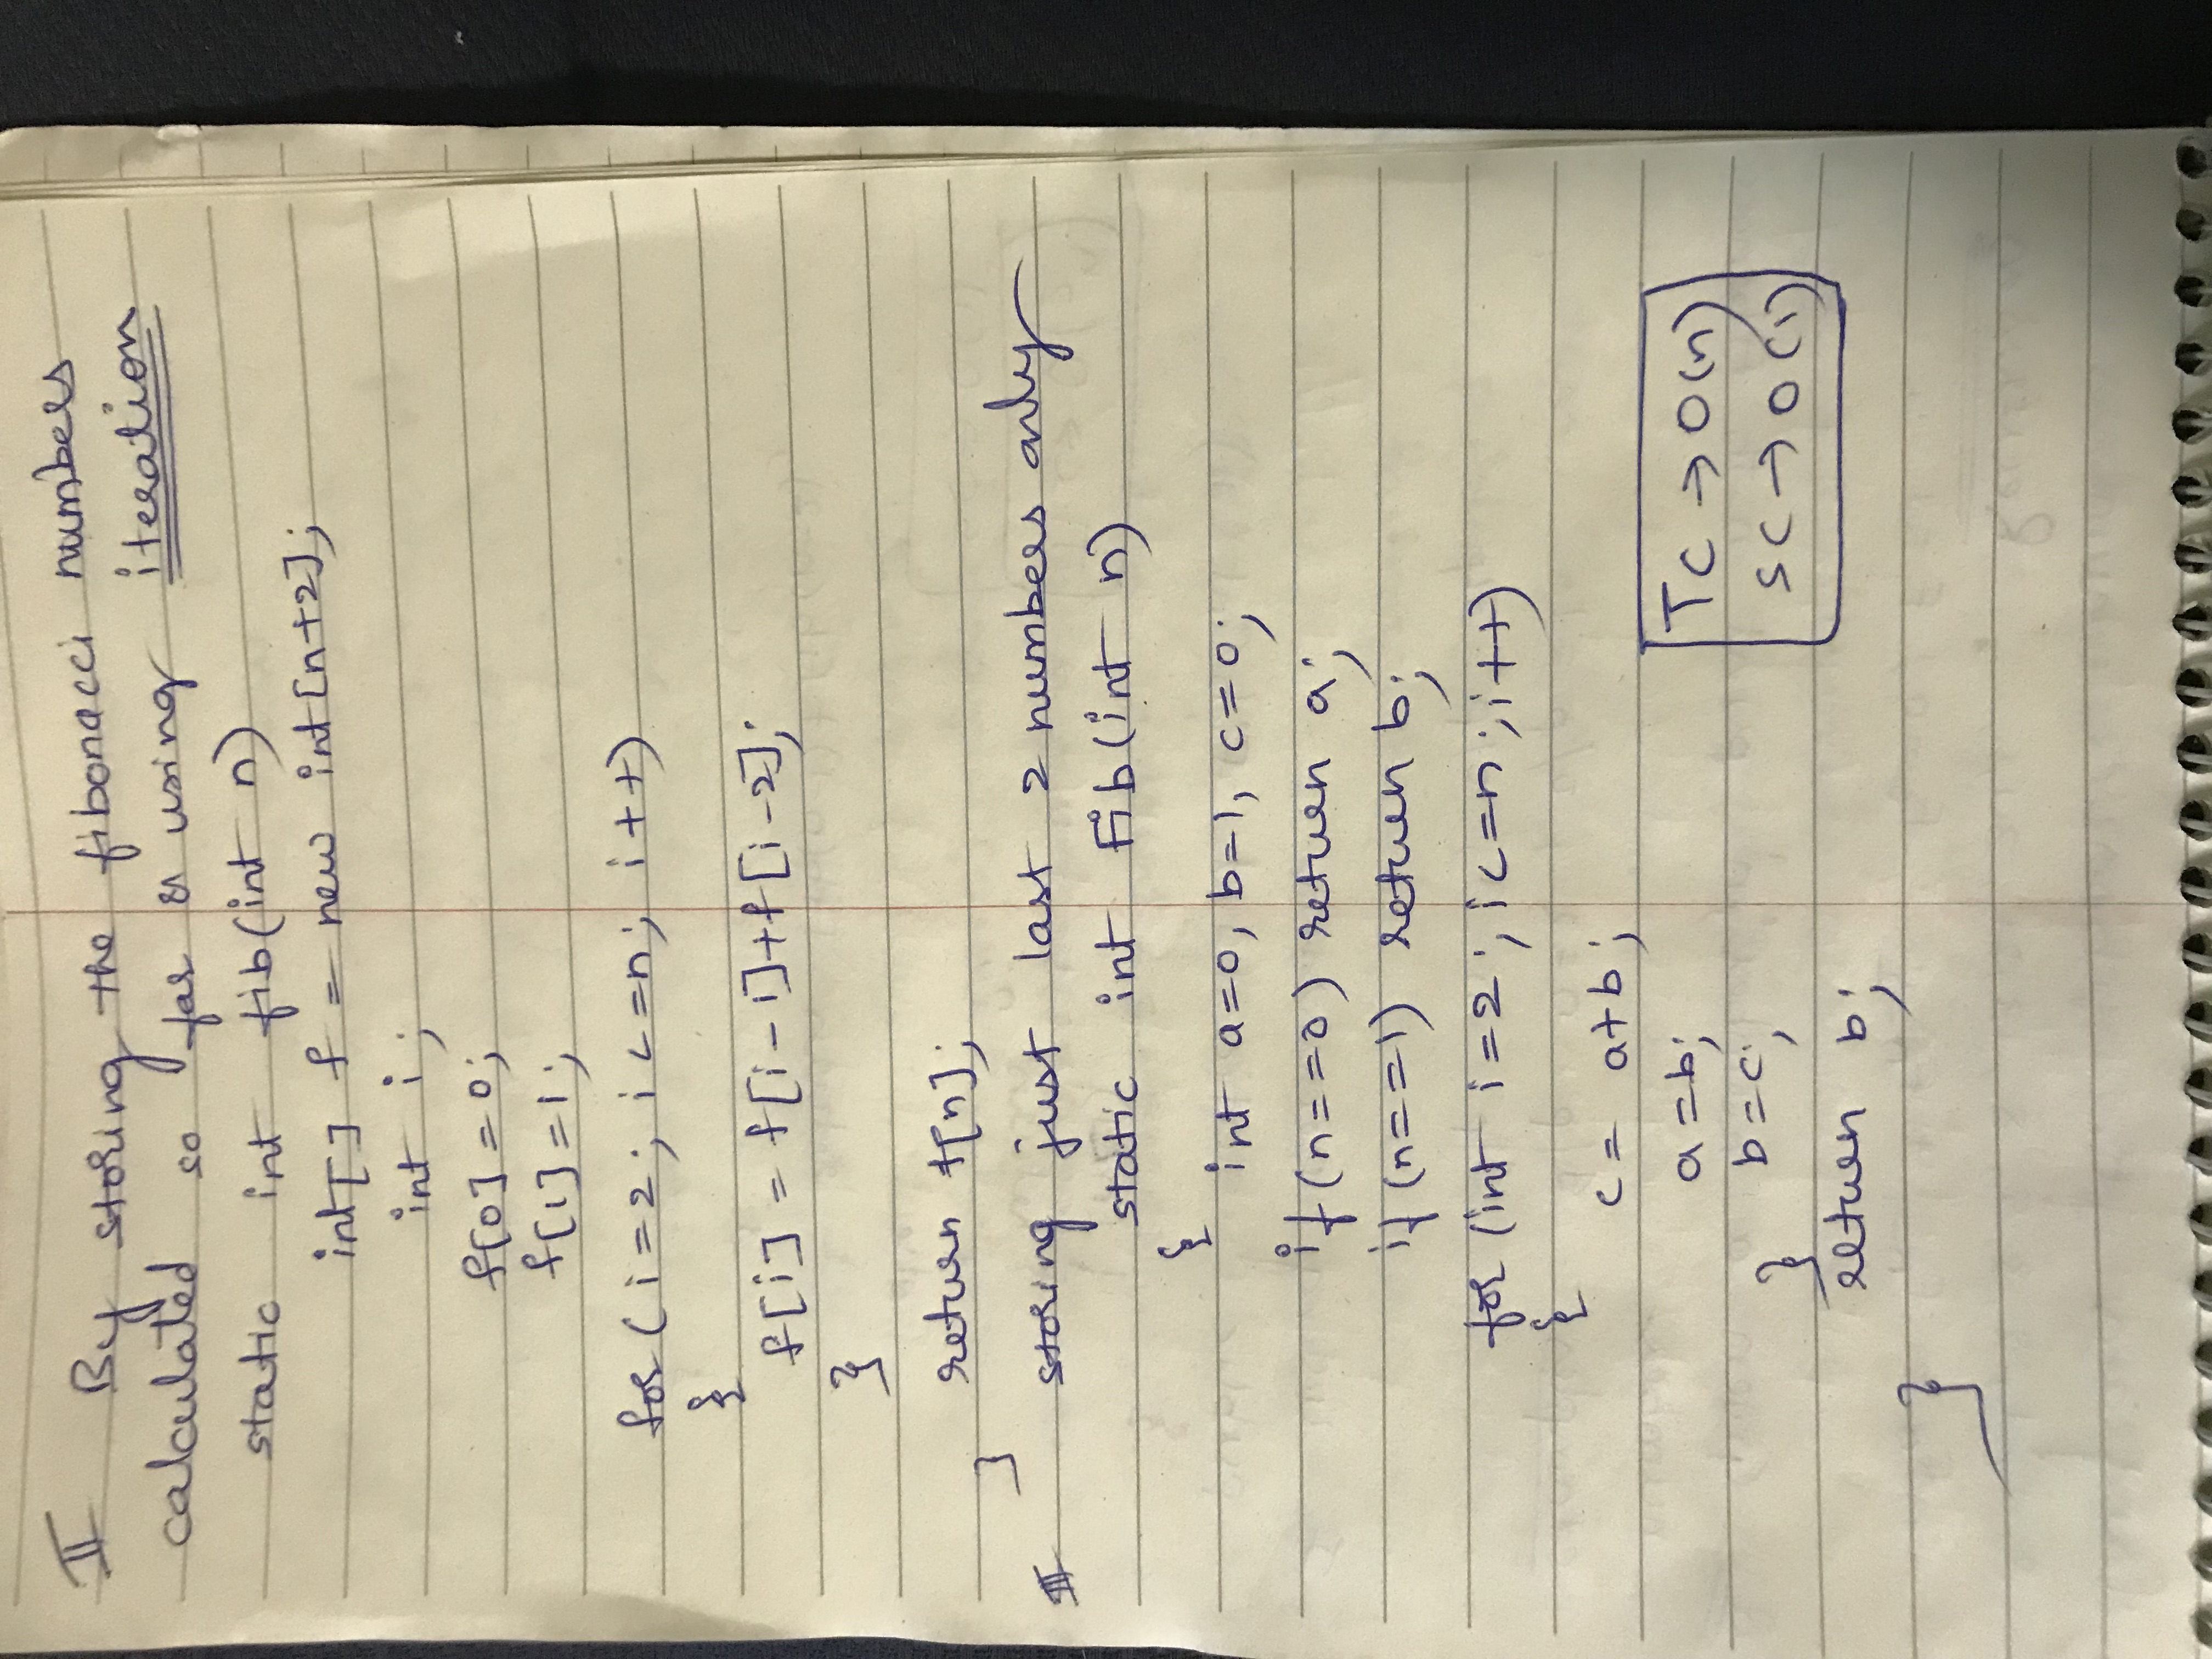 II By storing the fibonacci numbers
calculated so far & using iteration
static int fib(int n)
int[] f = new int[n+2];
int i;
f[0]=0;
f[1]=1;
for(i=2; i<=n; i++)
{
f[i] = f[i-1]+f[i-2];
}
return f[n];
}
III storing just last 2 numbers only
static int Fib(int n)
{
int a=0, b=1, c=0;
if(n==0) return a;
if(n==1) return b;
for(int i=2; i<=n; i++)
{
c= a+b;
a=b;
b=c;
}
return b;
}
TC → O(n)
SC → O(1)